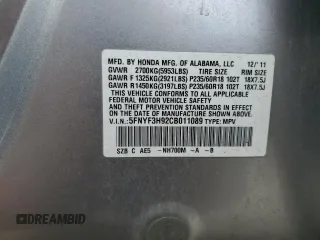 MFD. BY HONDA MFG. OF ALABAMA, LLC 12/'11
GVWR 2700KG(5953LBS) TIRE SIZE RIM SIZE
GAWR F 1325KG(2921LBS) P235/60R18 102T 18X7.5J
GAWR R1450KG(3197LBS) P235/60R18 102T 18X7.5J
THIS VEHICLE CONFORMS TO ALL APPLICABLE
FEDERAL MOTOR VEHICLE SAFETY AND THEFT
PREVENTION STANDARDS IN EFFECT ON THE DATE
OF MANUFACTURE SHOWN ABOVE.
V.I.N.:5FNYF3H92CB011089 TYPE: MPV
SZB C AE5 -NH700M -A -B
© IAA/DreamBid